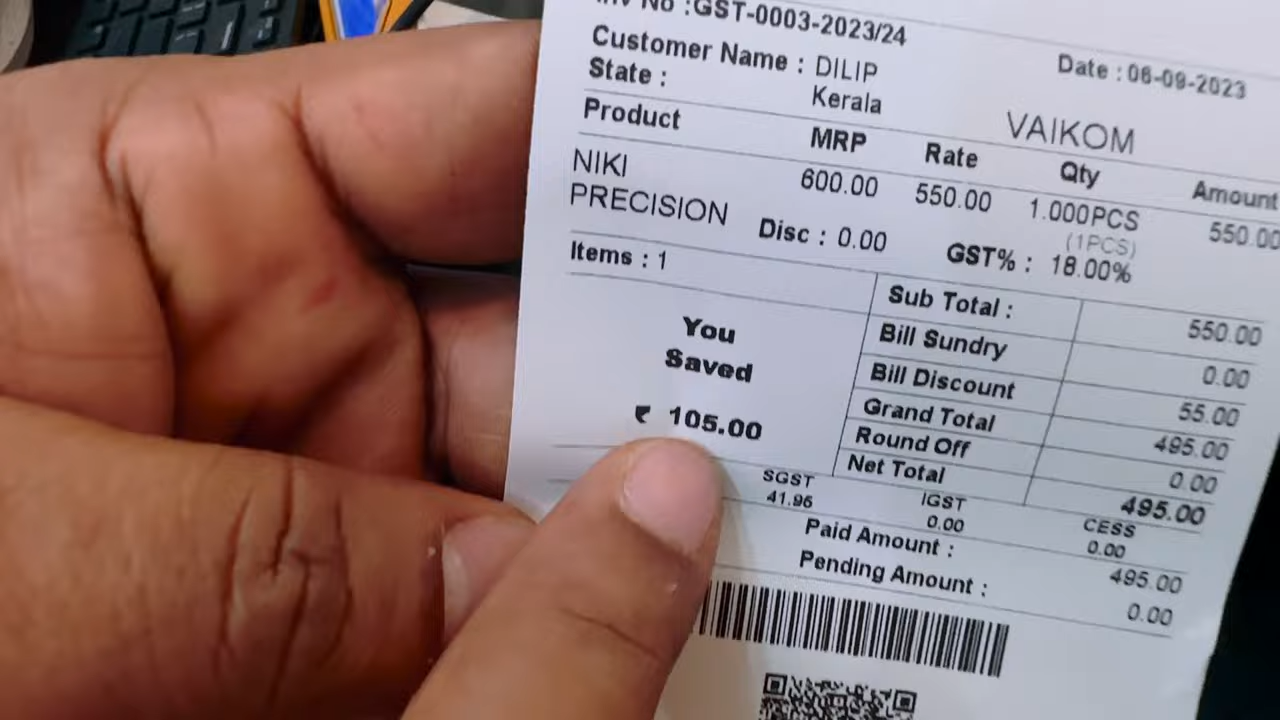 Inv No :GST-0003-2023/24
Date : 06-09-2023
Customer Name : DILIP
State : Kerala
VAIKOM
Product MRP Rate Qty Amount
NIKI PRECISION 600.00 550.00 1.000PCS 550.00
(1PCS)
Disc : 0.00 GST% : 18.00%
Items : 1
Sub Total : 550.00
Bill Sundry 0.00
Bill Discount 55.00
Grand Total 495.00
Round Off 0.00
Net Total 495.00
You
Saved
₹ 105.00
SGST IGST CESS
41.95 0.00 0.00
Paid Amount : 495.00
Pending Amount : 0.00